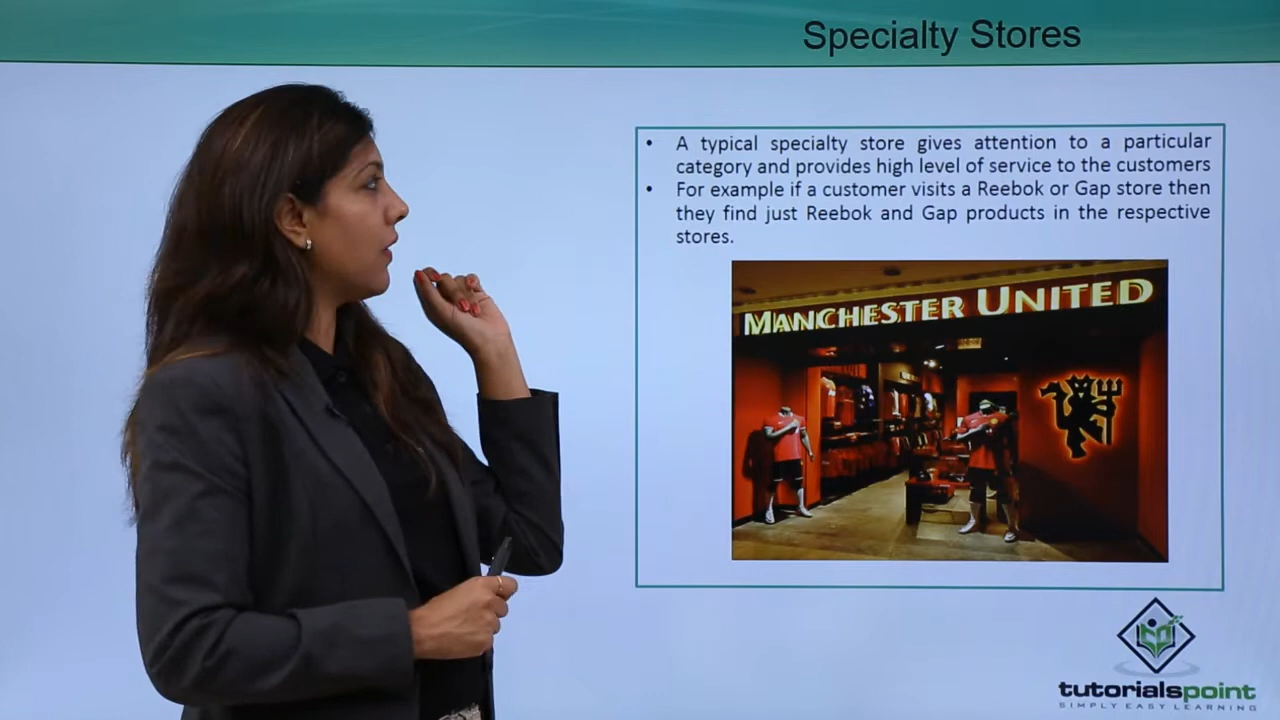 Specialty Stores
• A typical specialty store gives attention to a particular
category and provides high level of service to the customers
• For example if a customer visits a Reebok or Gap store then
they find just Reebok and Gap products in the respective
stores.
MANCHESTER UNITED
tutorialspoint
SIMPLY EASY LEARNING